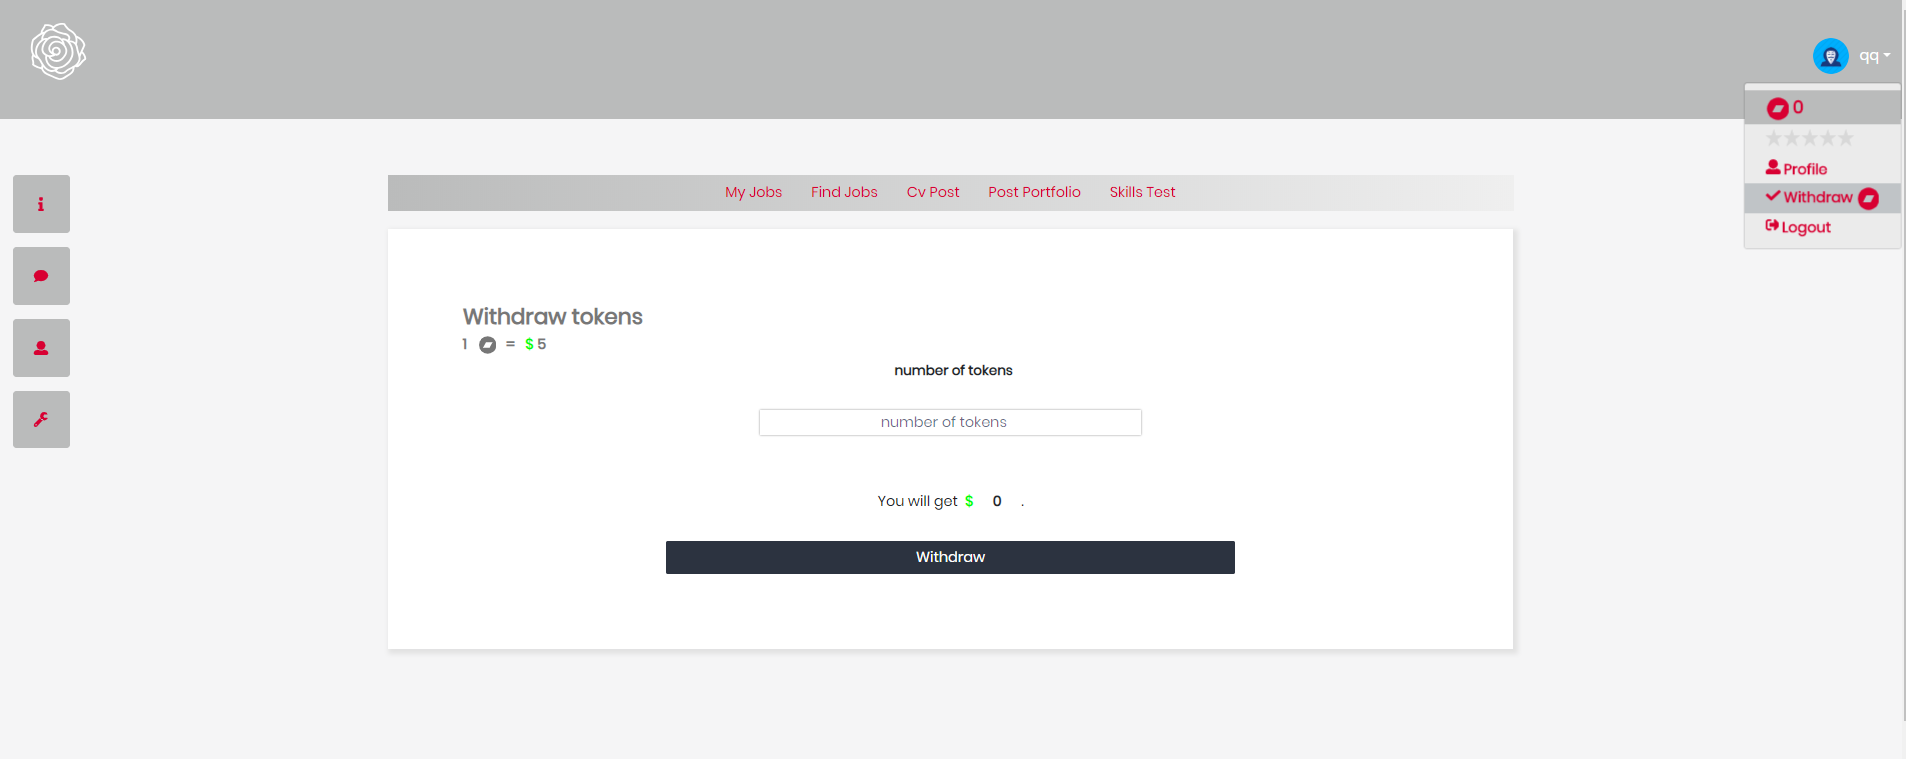 qq
0
Profile
Withdraw
Logout
My Jobs Find Jobs Cv Post Post Portfolio Skills Test
Withdraw tokens
1 = $ 5
number of tokens
number of tokens
You will get $ 0 .
Withdraw